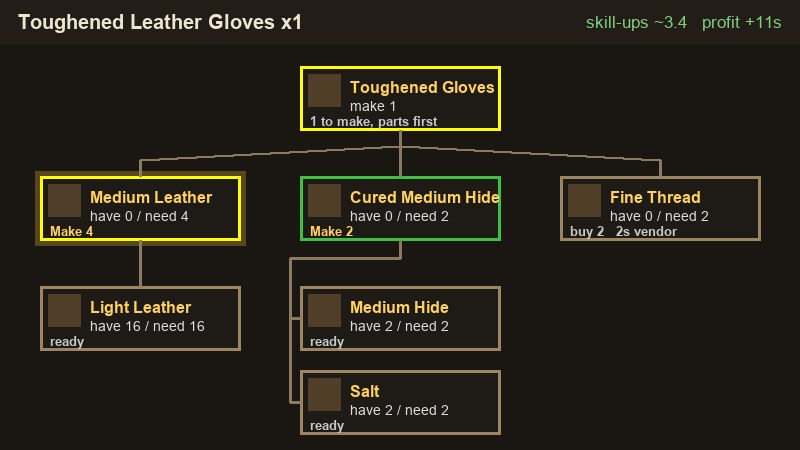 Toughened Leather Gloves x1
skill-ups ~3.4 profit +11s
Toughened Gloves
make 1
1 to make, parts first
Medium Leather
have 0 / need 4
Make 4
Cured Medium Hide
have 0 / need 2
Make 2
Fine Thread
have 0 / need 2
buy 2 2s vendor
Light Leather
have 16 / need 16
ready
Medium Hide
have 2 / need 2
ready
Salt
have 2 / need 2
ready